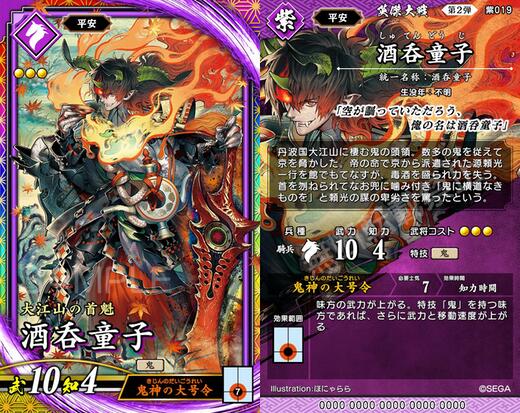 平安
SAMPLE
大江山の首魁
酒呑童子
鬼
武10知4
きじんのだいごうれい
鬼神の大号令
7
紫
平安
英傑大戦
第2弾
紫019
しゅてんどうじ
酒呑童子
統一名称：酒呑童子
生没年：不明
「空が嗤っていただろう、
俺の名は酒呑童子」
丹波国大江山に棲む鬼の頭領。数多の鬼を従えて
京を脅かした。帝の命で京から派遣された源頼光
一行を館でもてなすが、毒酒を盛られ力を失う。
首を刎ねられてなお兜に噛み付き「鬼に横道なき
ものを」と頼光の謀の卑劣さを罵ったという。
兵種
武力
知力
武将コスト
騎兵
10
4
特技
鬼
きじんのだいごうれい
鬼神の大号令
必要士気
7
効果時間
知力時間
効果範囲
味方の武力が上がる。特技「鬼」を持つ味
方であれば、さらに武力と移動速度が上が
る
Illustration:ほにゃらら
©SEGA
0000 0000 0000 0000 0000